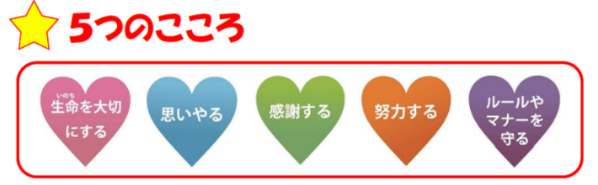 5つのこころ
いのち
生命を大切
にする
思いやる
感謝する
努力する
ルールや
マナーを
守る